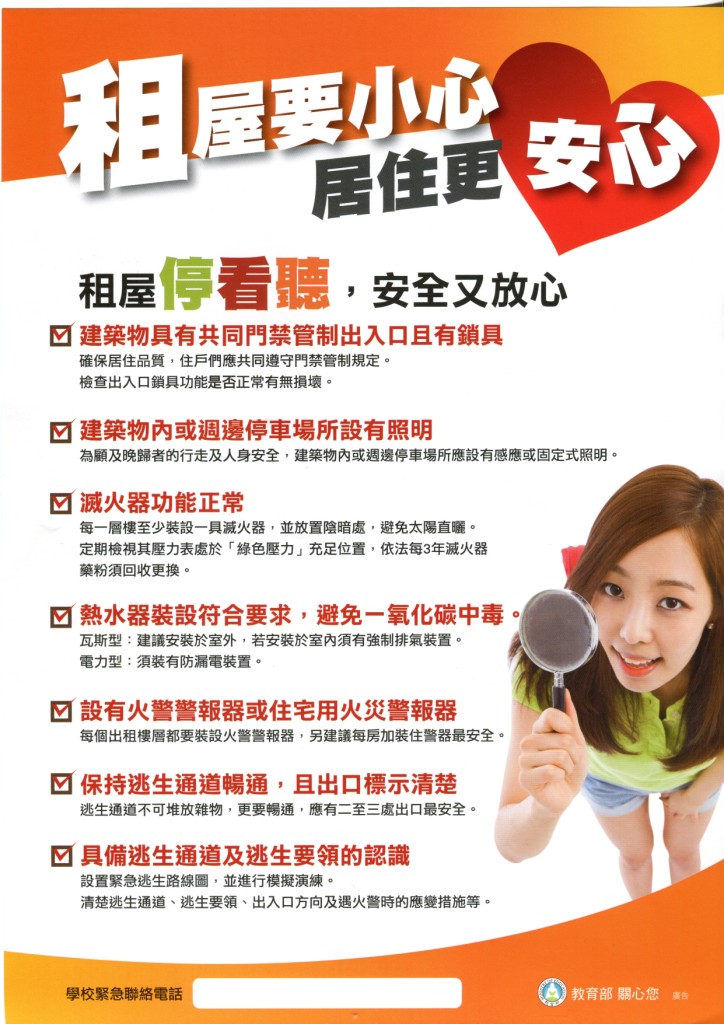 租屋要小心
居住更安心
租屋停看聽，安全又放心
建築物具有共同門禁管制出入口且有鎖具
確保居住品質，住戶們應共同遵守門禁管制規定。
檢查出入口鎖具功能是否正常有無損壞。
建築物內或週邊停車場所設有照明
為顧及晚歸者的行走及人身安全，建築物內或週邊停車場所應設有感應或固定式照明。
滅火器功能正常
每一層樓至少裝設一具滅火器，並放置陰暗處，避免太陽直曬。
定期檢視其壓力表處於「綠色壓力」充足位置，依法每3年滅火器
藥粉須回收更換。
熱水器裝設符合要求，避免一氧化碳中毒。
瓦斯型：建議安裝於室外，若安裝於室內須有強制排氣裝置。
電力型：須裝有防漏電裝置。
設有火警警報器或住宅用火災警報器
每個出租樓層都要裝設火警警報器，另建議每房加裝住警器最安全。
保持逃生通道暢通，且出口標示清楚
逃生通道不可堆放雜物，更要暢通，應有二至三處出口最安全。
具備逃生通道及逃生要領的認識
設置緊急逃生路線圖，並進行模擬演練。
清楚逃生通道、逃生要領、出入口方向及遇火警時的應變措施等。
學校緊急聯絡電話
教育部 關心您 廣告